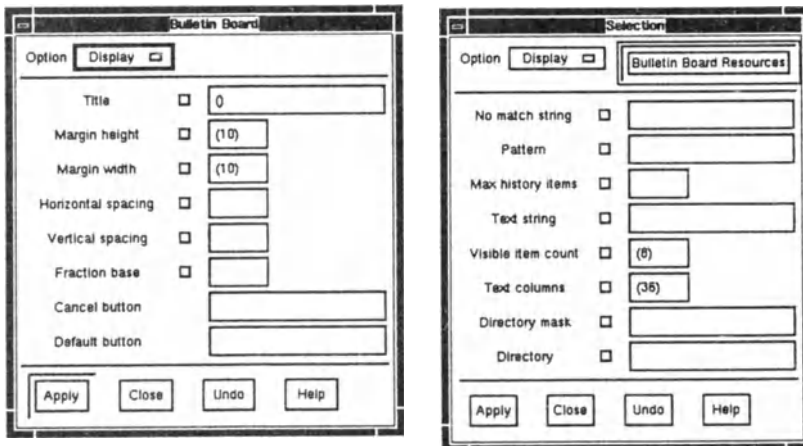 Bulletin Board
Option Display
Title ()
Margin height (10)
Margin width (10)
Horizontal spacing
Vertical spacing
Fraction base
Cancel button
Default button
Apply Close Undo Help
Selection
Option Display Bulletin Board Resources
No match string
Pattern
Max history items
Text string
Visible item count (8)
Text columns (36)
Directory mask
Directory
Apply Close Undo Help